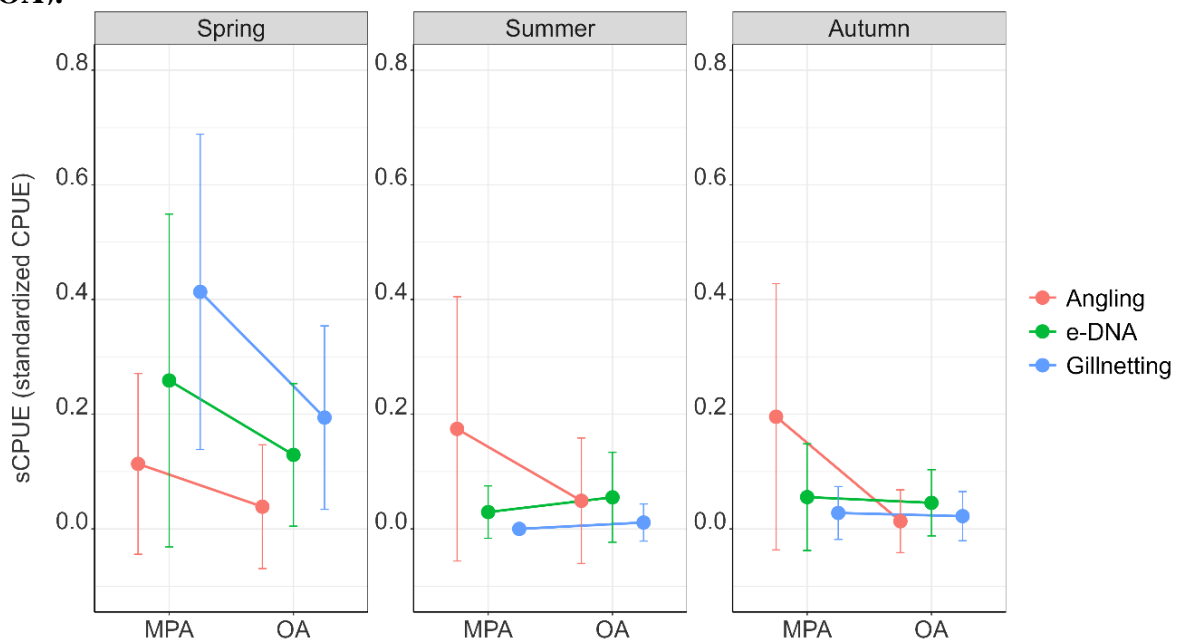 OA).
Spring Summer Autumn
0.8 0.8 0.8
0.6 0.6 0.6
0.4 0.4 0.4
0.2 0.2 0.2
0.0 0.0 0.0
sCPUE (standardized CPUE)
Angling
e-DNA
Gillnetting
MPA OA MPA OA MPA OA